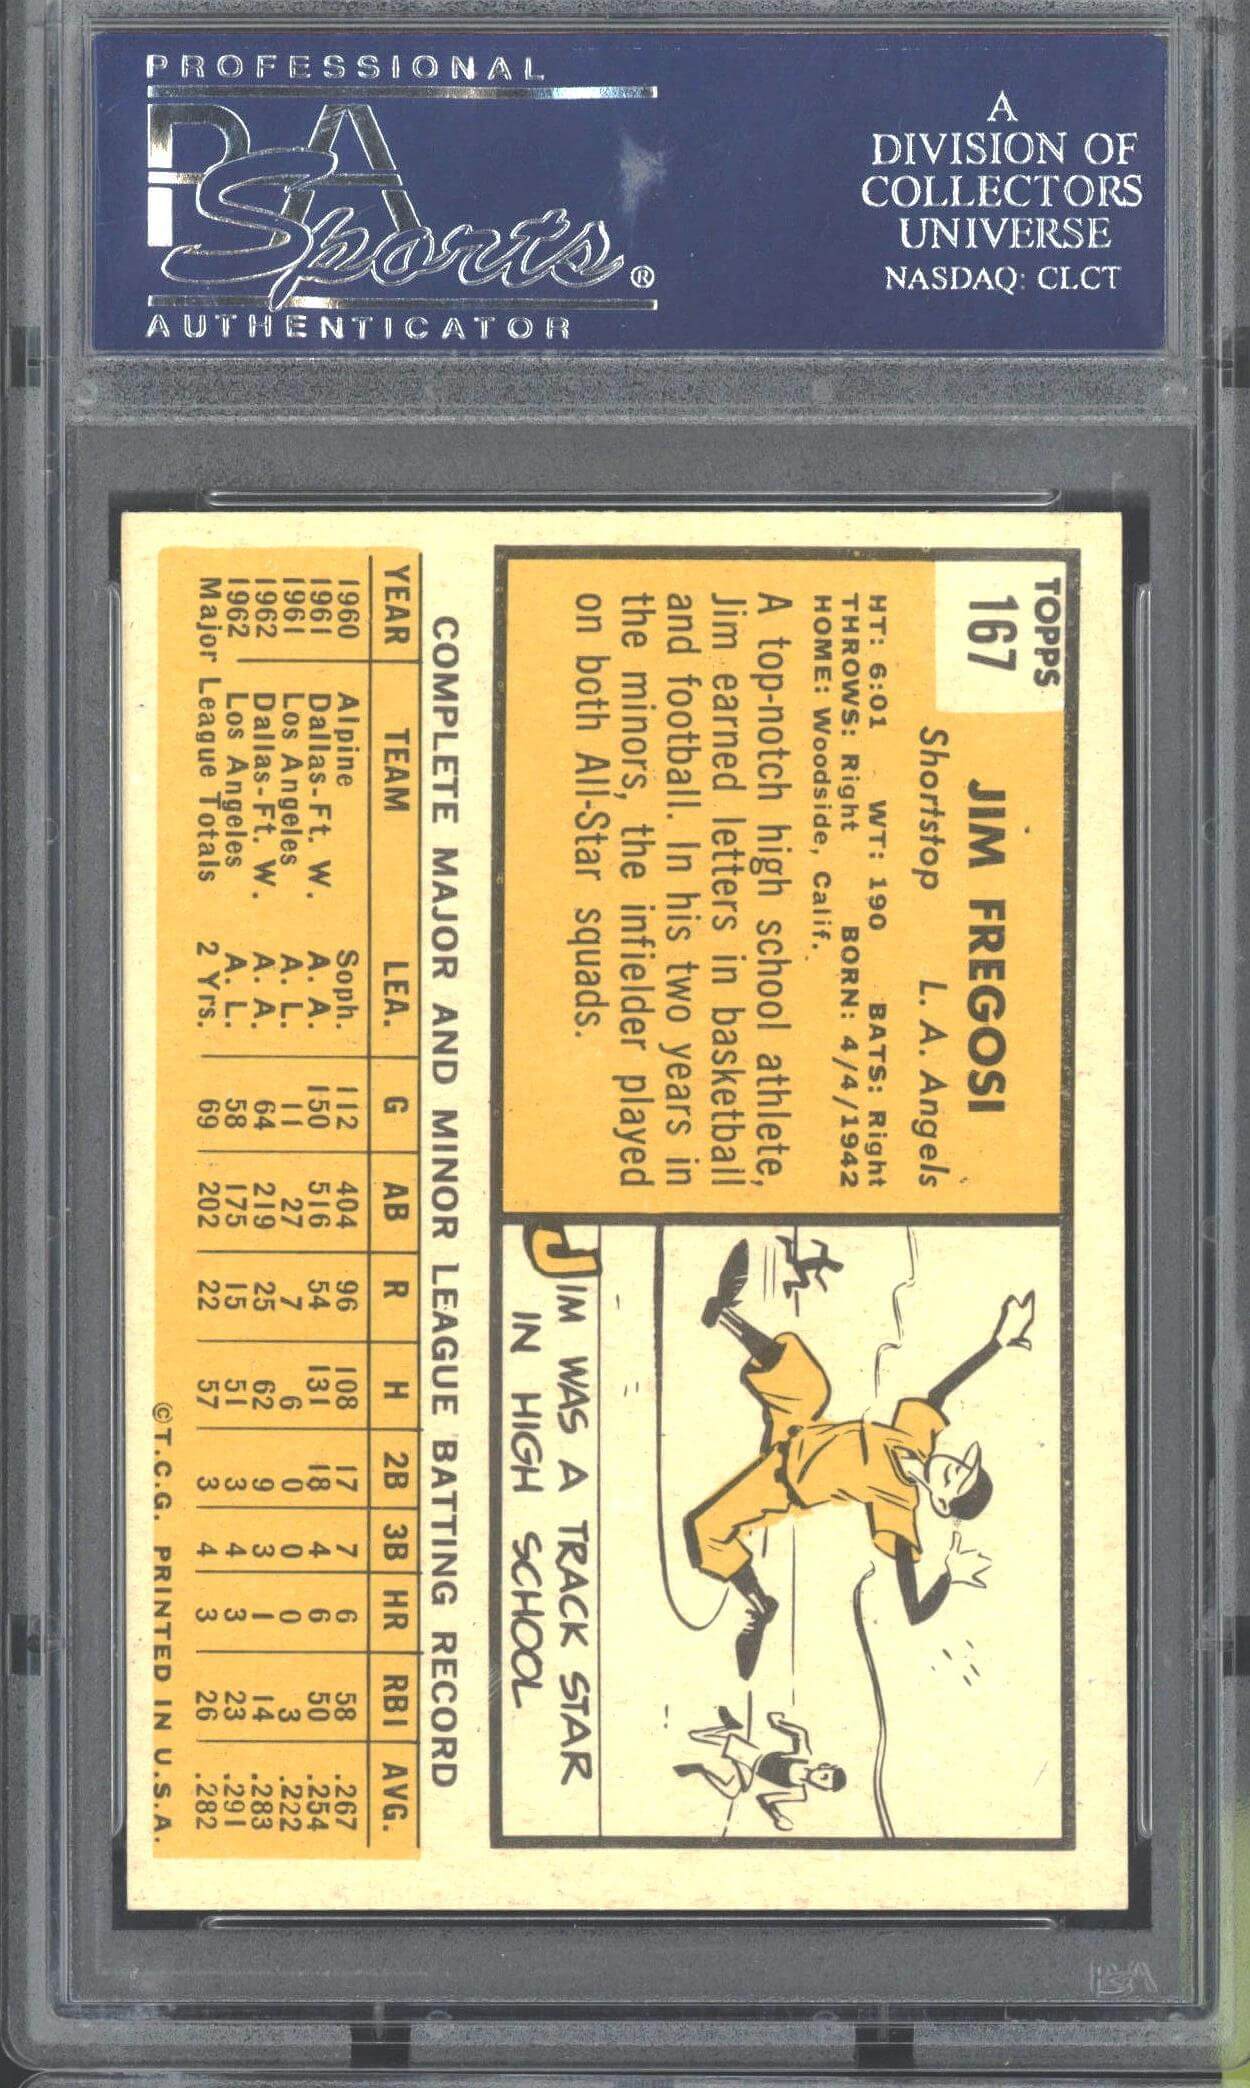 PROFESSIONAL
PSA
Sports®
AUTHENTICATOR
A
DIVISION OF
COLLECTORS
UNIVERSE
NASDAQ: CLCT
TOPPS
167
JIM FREGOSI
Shortstop L. A. Angels
HT: 6:01 WT: 190 BATS: Right
THROWS: Right BORN: 4/4/1942
HOME: Woodside, Calif.
A top-notch high school athlete,
Jim earned letters in basketball
and football. In his two years in
the minors, the infielder played
on both All-Star squads.
JIM WAS A TRACK STAR
IN HIGH SCHOOL
COMPLETE MAJOR AND MINOR LEAGUE BATTING RECORD
YEAR TEAM LEA. G AB R H 2B 3B HR RBI AVG.
1960 Alpine Soph. 112 404 96 108 17 7 6 58 .267
1961 Dallas-Ft. W. A. A. 150 516 54 131 18 4 6 50 .254
1961 Los Angeles A. L. 11 27 7 6 0 0 0 3 .222
1962 Dallas-Ft. W. A. A. 64 219 25 62 9 3 1 14 .283
1962 Los Angeles A. L. 58 175 15 51 3 4 3 23 .291
Major League Totals 2 Yrs. 69 202 22 57 3 4 3 26 .282
©T.C.G. PRINTED IN U.S.A.
PSA